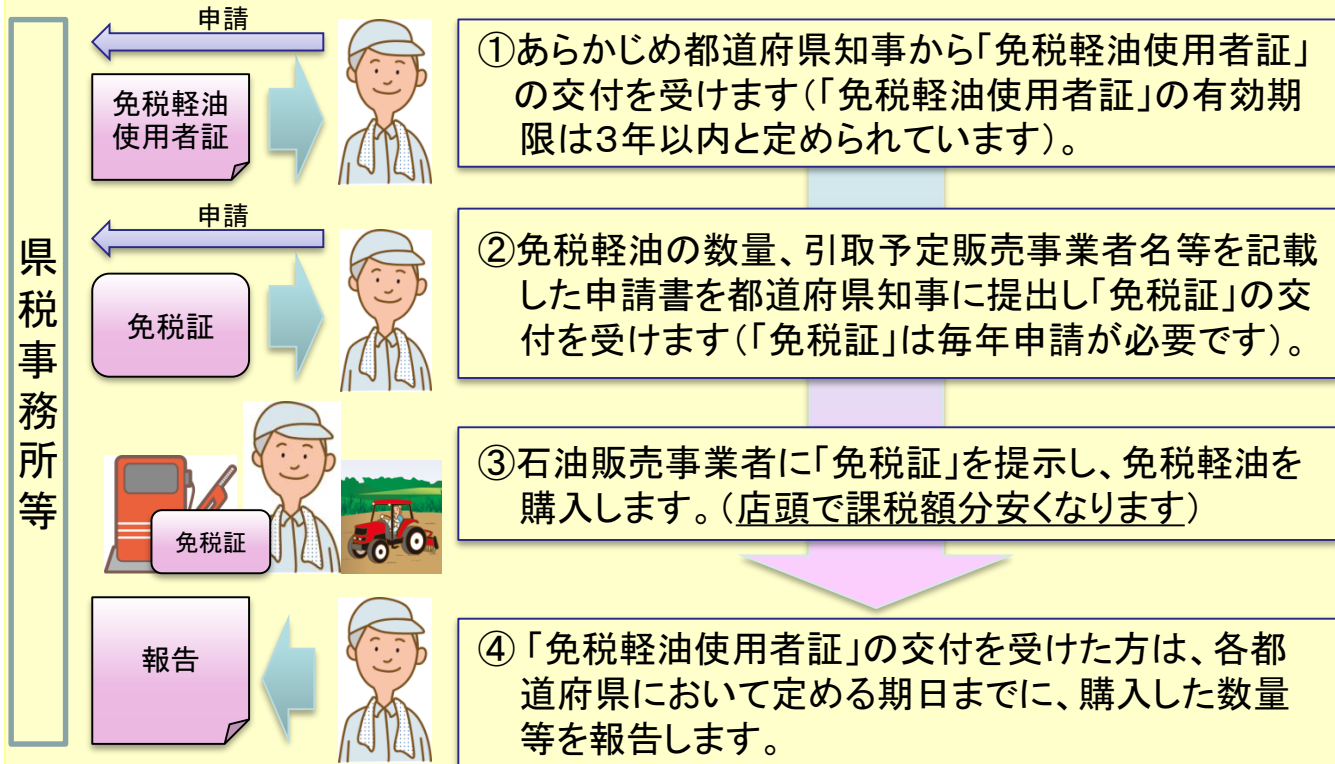 県税事務所等
申請
免税軽油
使用者証
①あらかじめ都道府県知事から「免税軽油使用者証」
の交付を受けます(「免税軽油使用者証」の有効期
限は3年以内と定められています)。
申請
免税証
②免税軽油の数量、引取予定販売事業者名等を記載
した申請書を都道府県知事に提出し「免税証」の交
付を受けます(「免税証」は毎年申請が必要です)。
免税証
③石油販売事業者に「免税証」を提示し、免税軽油を
購入します。(店頭で課税額分安くなります)
報告
④「免税軽油使用者証」の交付を受けた方は、各都
道府県において定める期日までに、購入した数量
等を報告します。